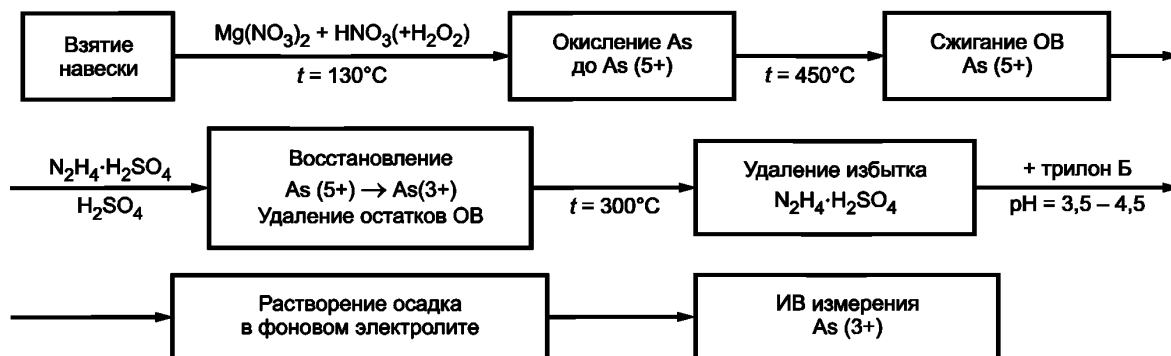 Взятие
навески
Mg(NO₃)₂ + HNO₃(+H₂O₂)
t = 130°C
Окисление As
до As (5+)
t = 450°C
Сжигание ОВ
As (5+)
N₂H₄·H₂SO₄
H₂SO₄
Восстановление
As (5+) → As(3+)
Удаление остатков ОВ
t = 300°C
Удаление избытка
N₂H₄·H₂SO₄
+ трилон Б
pH = 3,5 – 4,5
Растворение осадка
в фоновом электролите
ИВ измерения
As (3+)